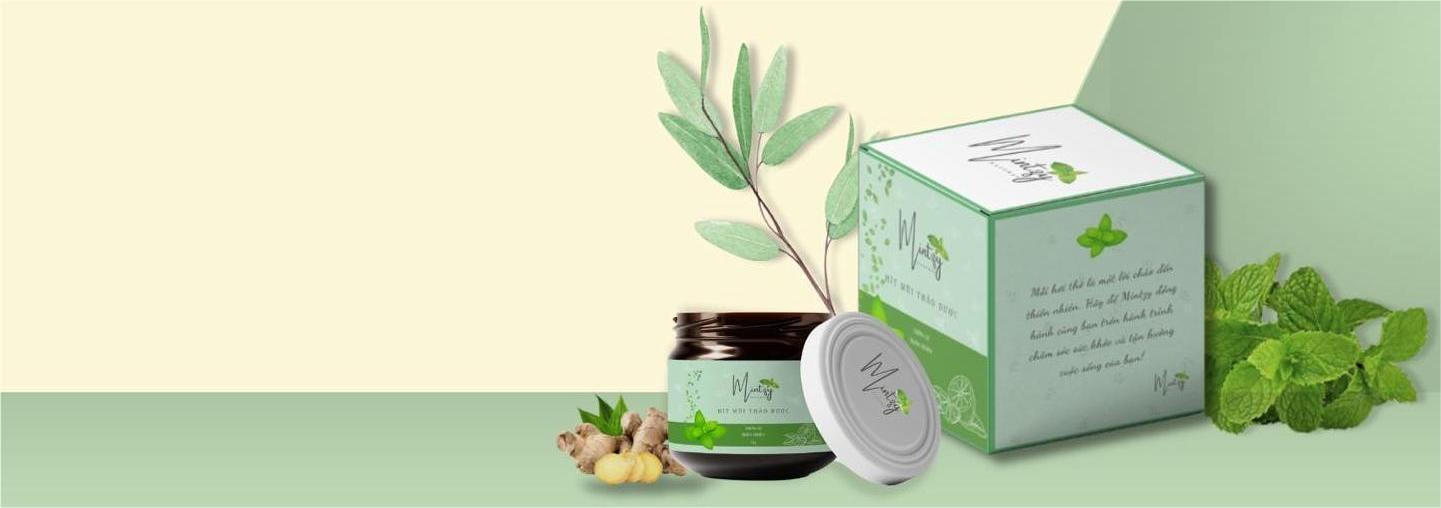 Mintzy
Mintzy
HÍT MŨI THẢO DƯỢC
Mỗi hơi thở là một lời chào đến
thiên nhiên. Hãy để Mintzy đồng
hành cùng bạn trên hành trình
chăm sóc sức khỏe và tận hưởng
cuộc sống của bạn!
Mintzy
Mintzy
HÍT MŨI THẢO DƯỢC
Mintzy